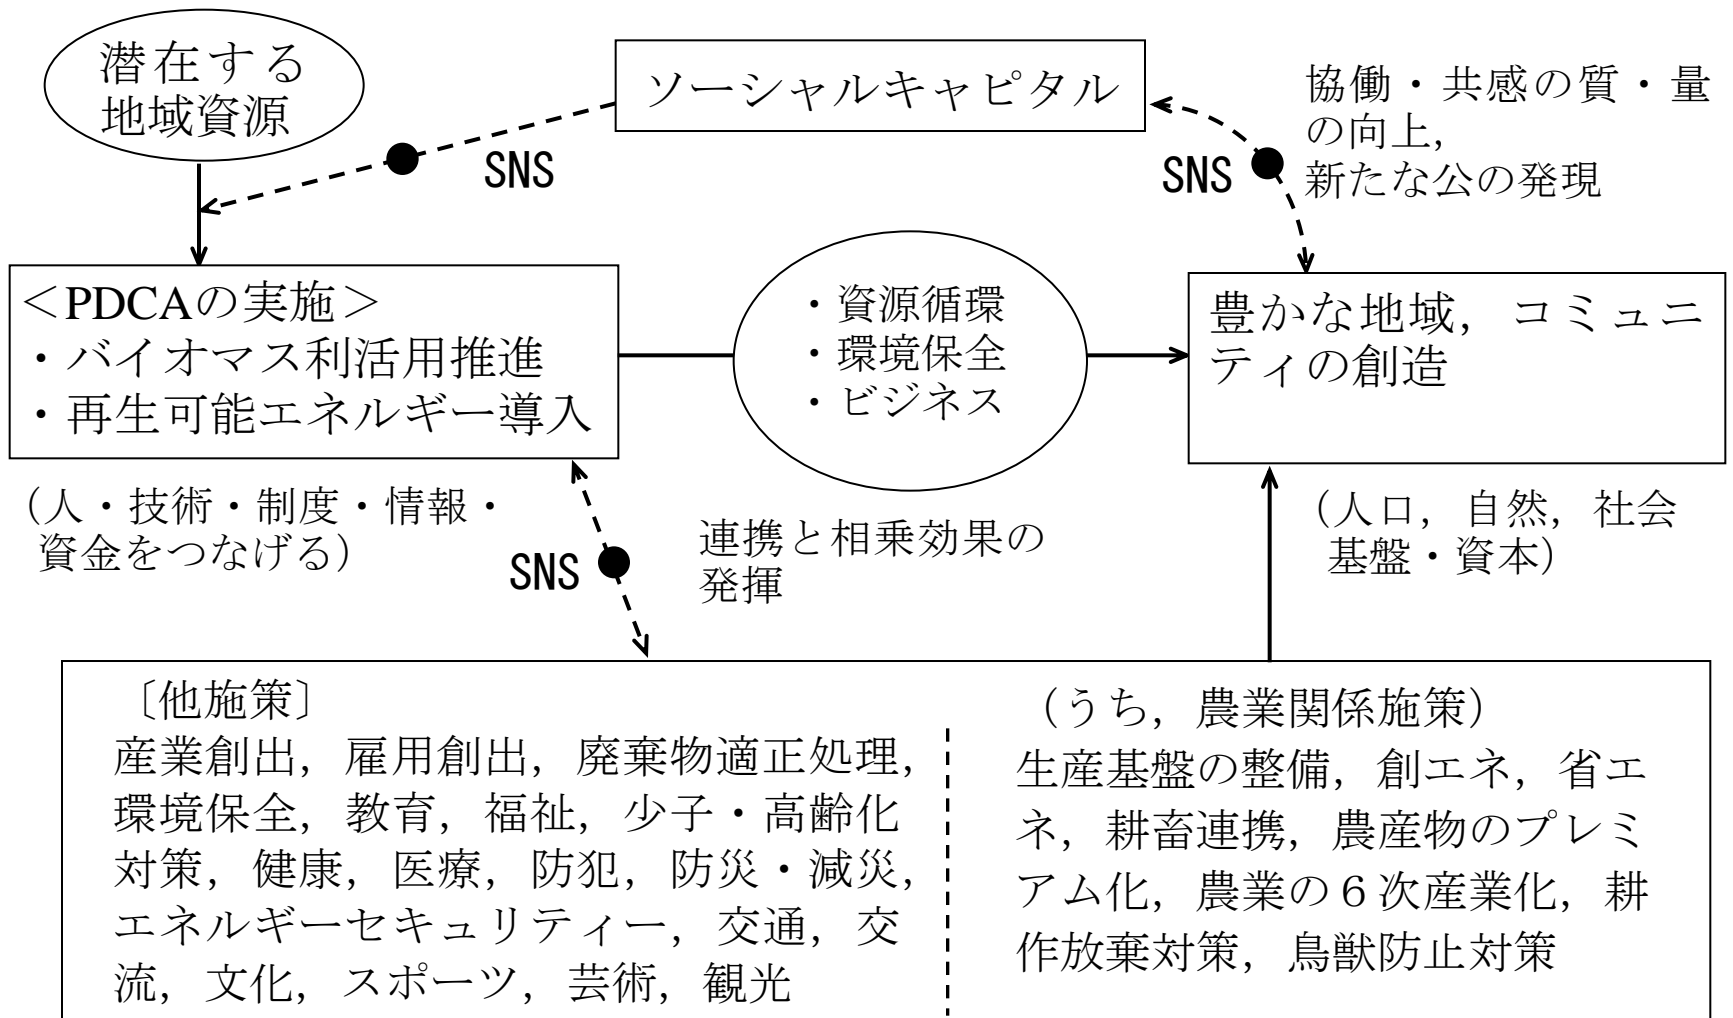 潜在する
地域資源
ソーシャルキャピタル
協働・共感の質・量
の向上，
新たな公の発現
SNS
SNS
＜PDCAの実施＞
・バイオマス利活用推進
・再生可能エネルギー導入
・資源循環
・環境保全
・ビジネス
豊かな地域，コミュニ
ティの創造
（人・技術・制度・情報・
資金をつなげる）
SNS
連携と相乗効果の
発揮
（人口，自然，社会
基盤・資本）
〔他施策〕
産業創出，雇用創出，廃棄物適正処理，
環境保全，教育，福祉，少子・高齢化
対策，健康，医療，防犯，防災・減災，
エネルギーセキュリティー，交通，交
流，文化，スポーツ，芸術，観光
（うち，農業関係施策）
生産基盤の整備，創エネ，省エ
ネ，耕畜連携，農産物のプレミ
アム化，農業の６次産業化，耕
作放棄対策，鳥獣防止対策